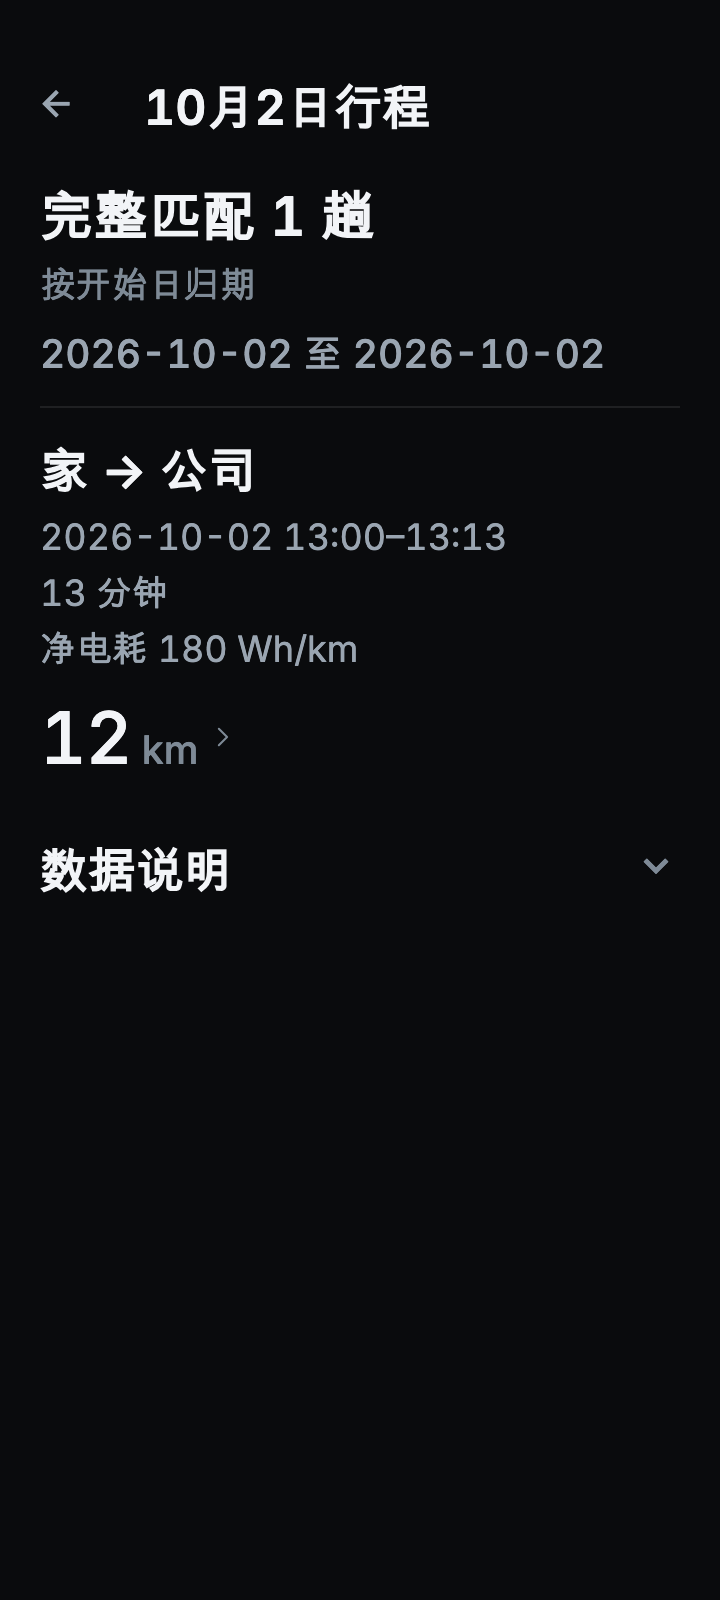 10月2日行程
完整匹配 1 趟
按开始日归期
2026-10-02 至 2026-10-02
家 → 公司
2026-10-02 13:00–13:13
13 分钟
净电耗 180 Wh/km
12 km
数据说明